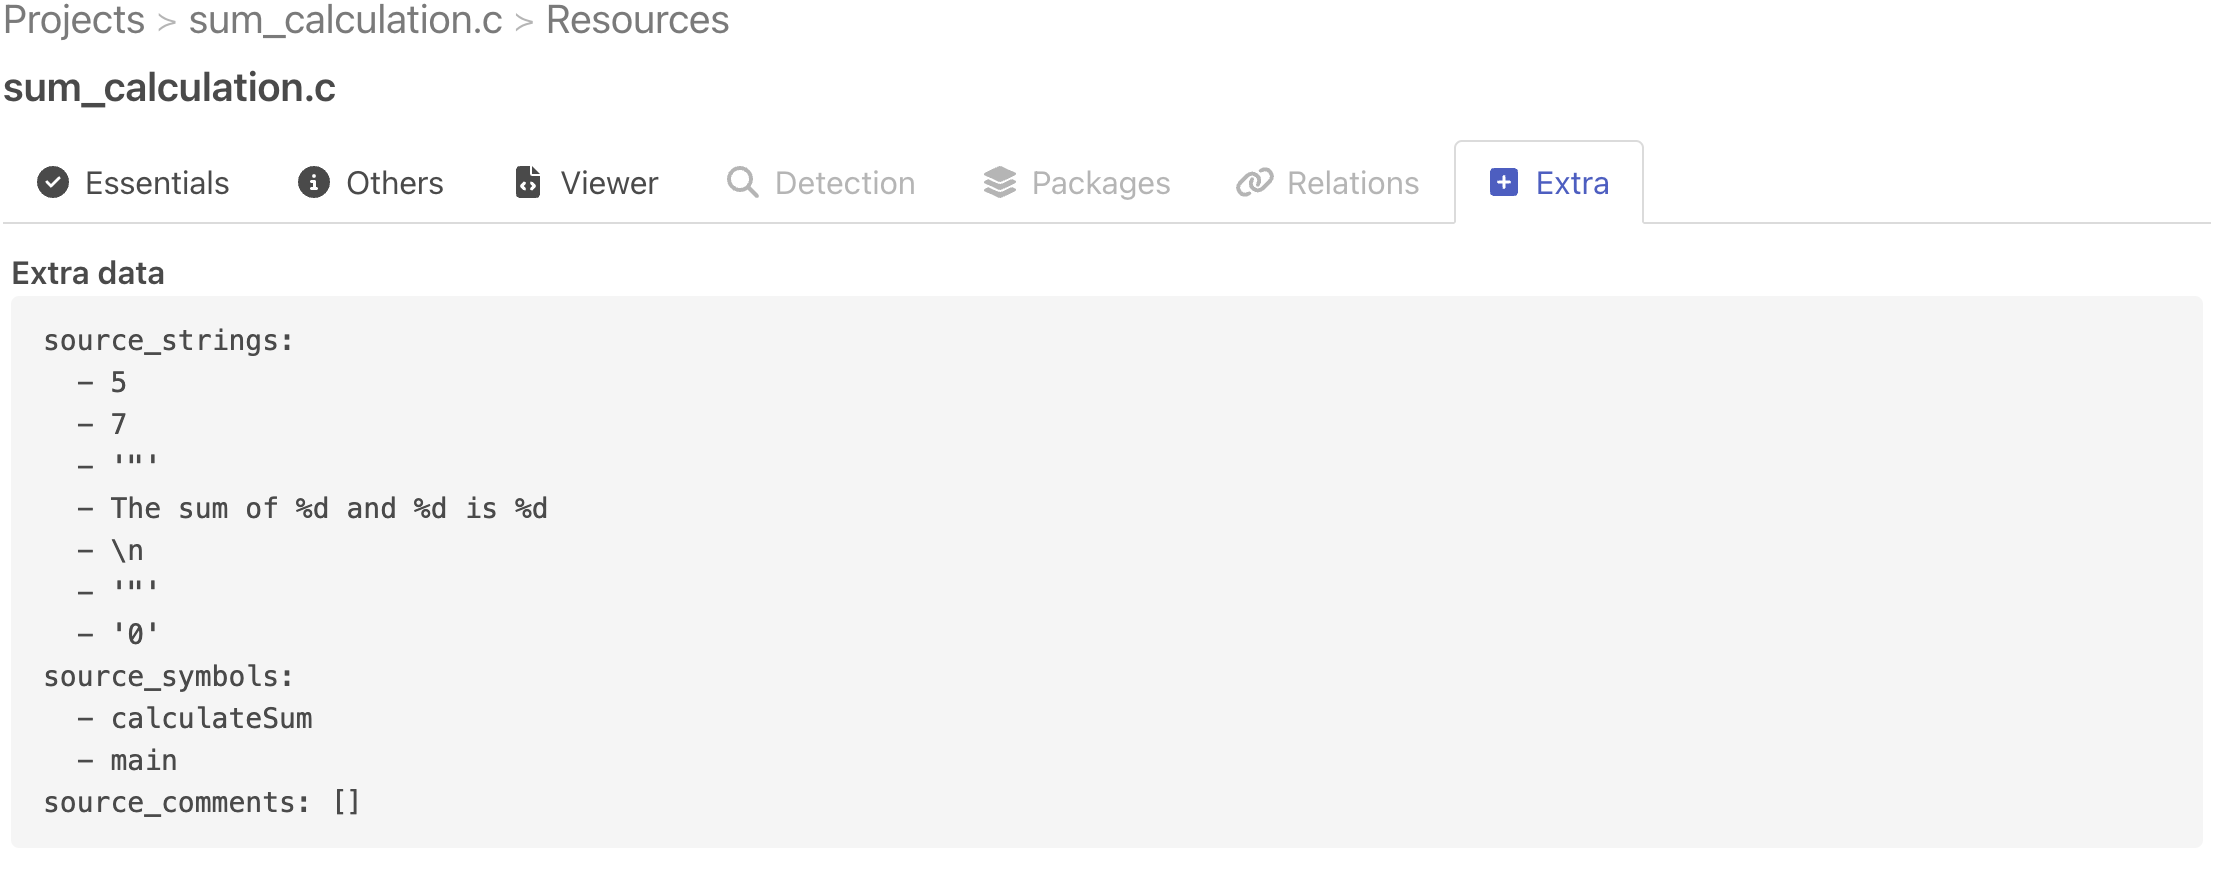 Projects > sum_calculation.c > Resources
sum_calculation.c
Essentials Others Viewer Detection Packages Relations Extra
Extra data
source_strings:
  - 5
  - 7
  - '"'
  - The sum of %d and %d is %d
  - \n
  - '"'
  - '0'
source_symbols:
  - calculateSum
  - main
source_comments: []